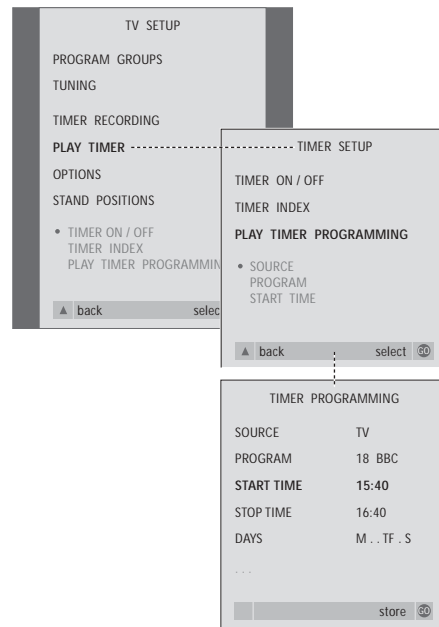 TV SETUP
PROGRAM GROUPS
TUNING
TIMER RECORDING
PLAY TIMER
OPTIONS
STAND POSITIONS
• TIMER ON / OFF
TIMER INDEX
PLAY TIMER PROGRAMMIN
▲ back selec
TIMER SETUP
TIMER ON / OFF
TIMER INDEX
PLAY TIMER PROGRAMMING
• SOURCE
PROGRAM
START TIME
▲ back select GO
TIMER PROGRAMMING
SOURCE TV
PROGRAM 18 BBC
START TIME 15:40
STOP TIME 16:40
DAYS M . . TF . S
. . .
store GO